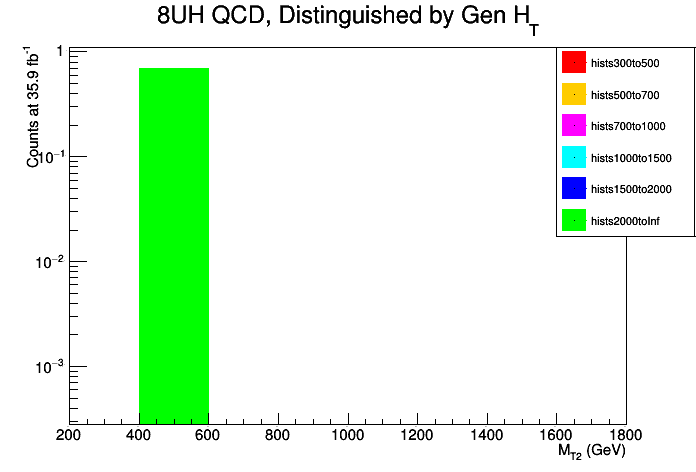 8UH QCD, Distinguished by Gen H_T
Counts at 35.9 fb⁻¹
1
10⁻¹
10⁻²
10⁻³
hists300to500
hists500to700
hists700to1000
hists1000to1500
hists1500to2000
hists2000toInf
200 400 600 800 1000 1200 1400 1600 1800
M_T2 (GeV)